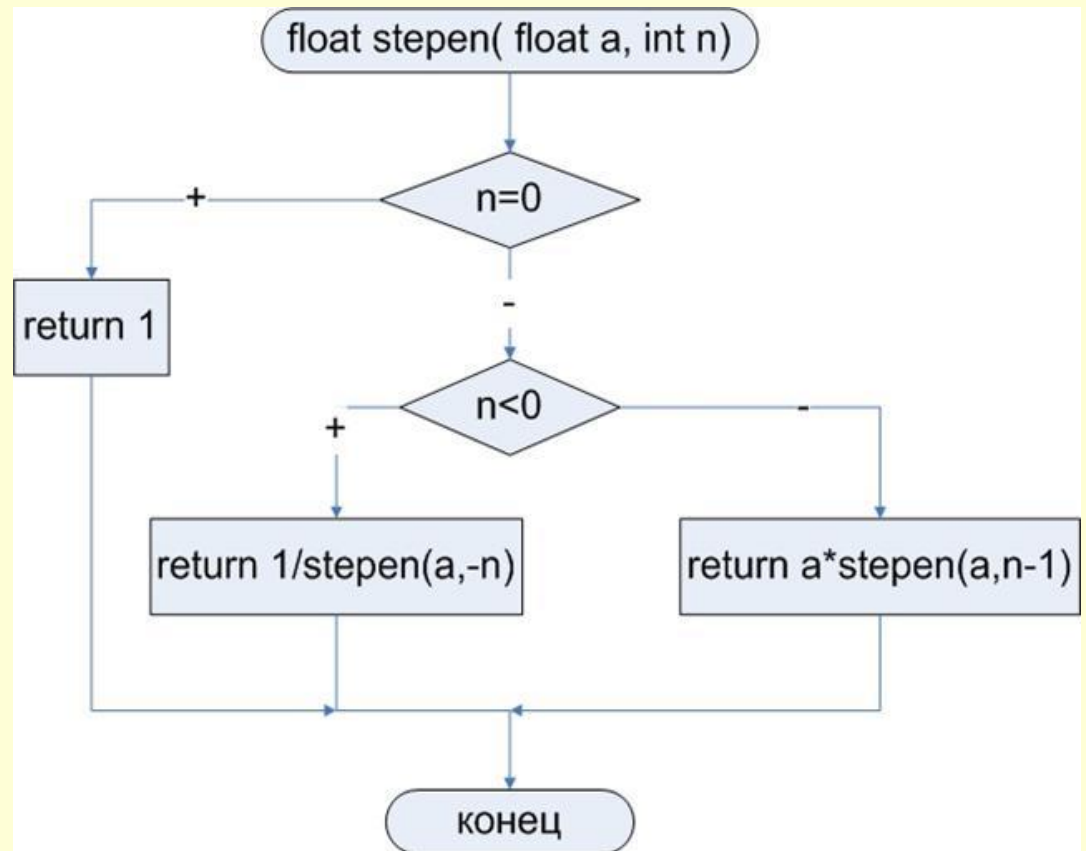 float stepen( float a, int n)
n=0
+
-
return 1
n<0
+
-
return 1/stepen(a,-n)
return a*stepen(a,n-1)
конец